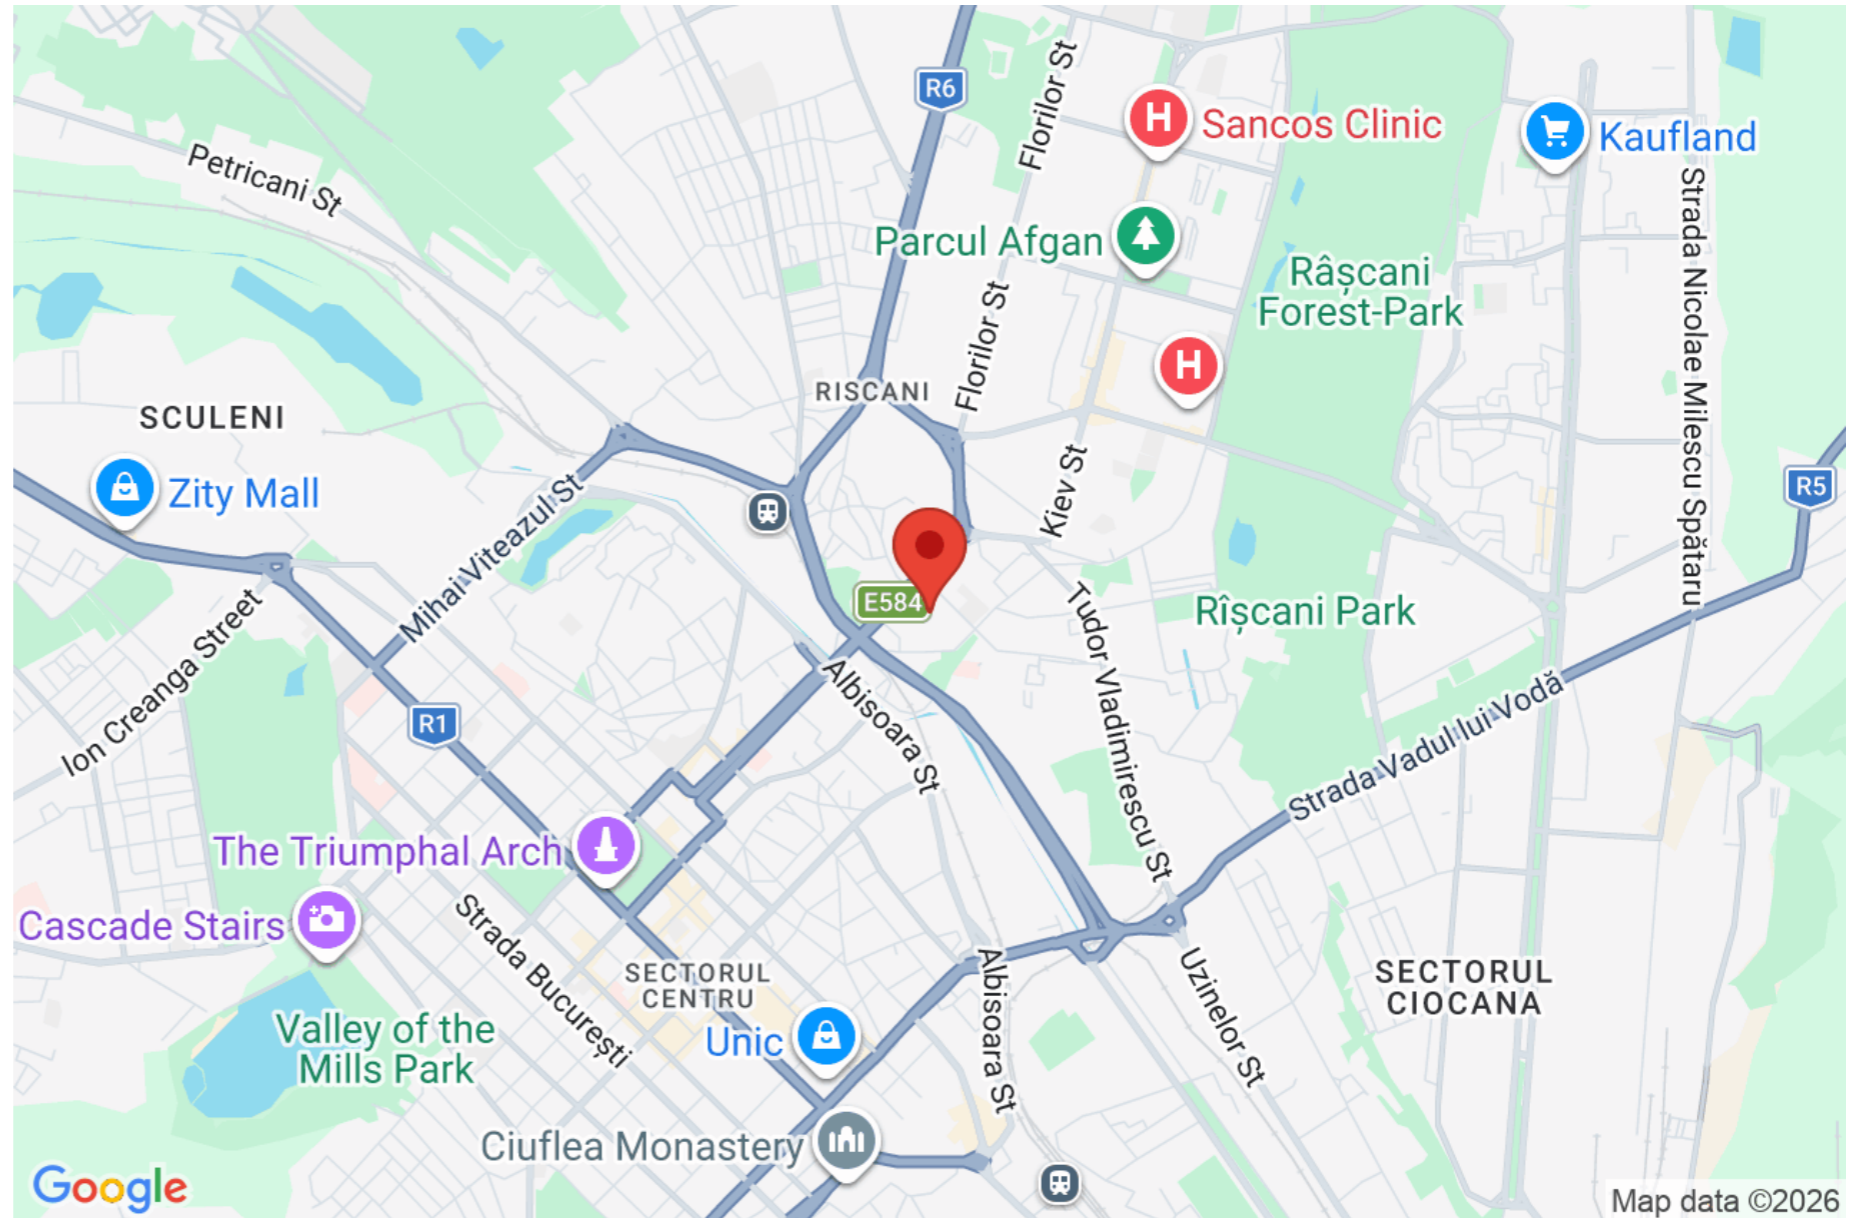 R6
Florilor St
H
Sancos Clinic
Kaufland
Petricani St
Strada Nicolae Milescu Spătaru
Parcul Afgan
Râșcani
Forest-Park
Florilor St
H
RISCANI
SCULENI
Zity Mall
Mihai Viteazul St
Kiev St
R5
E584
Ion Creanga Street
Tudor Vladimirescu St
Rîșcani Park
Albisoara St
R1
Strada Vadul lui Vodă
The Triumphal Arch
Cascade Stairs
Strada București
SECTORUL
CENTRU
Albisoara St
Uzinelor St
SECTORUL
CIOCANA
Valley of the
Mills Park
Unic
Ciuflea Monastery
Google
Map data ©2026